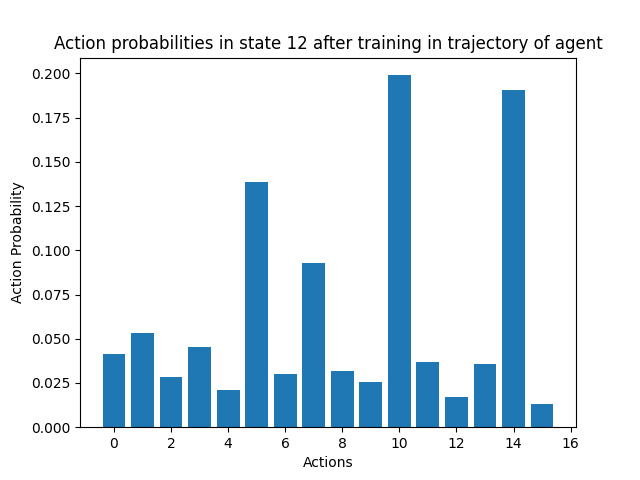 Action probabilities in state 12 after training in trajectory of agent
0.200
0.175
0.150
0.125
0.100
0.075
0.050
0.025
0.000
Action Probability
0 2 4 6 8 10 12 14 16
Actions